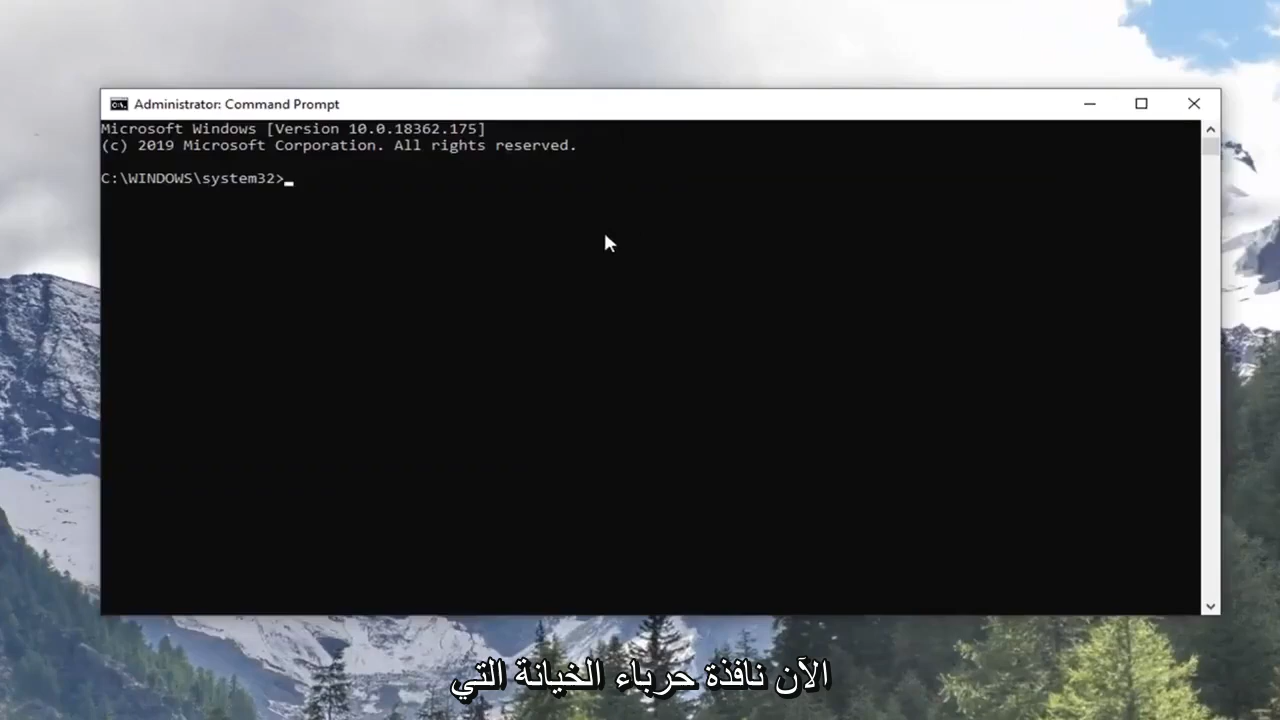 Administrator: Command Prompt
Microsoft Windows [Version 10.0.18362.175]
(c) 2019 Microsoft Corporation. All rights reserved.
C:\WINDOWS\system32>
الآن نافذة حرباء الخيانة التي